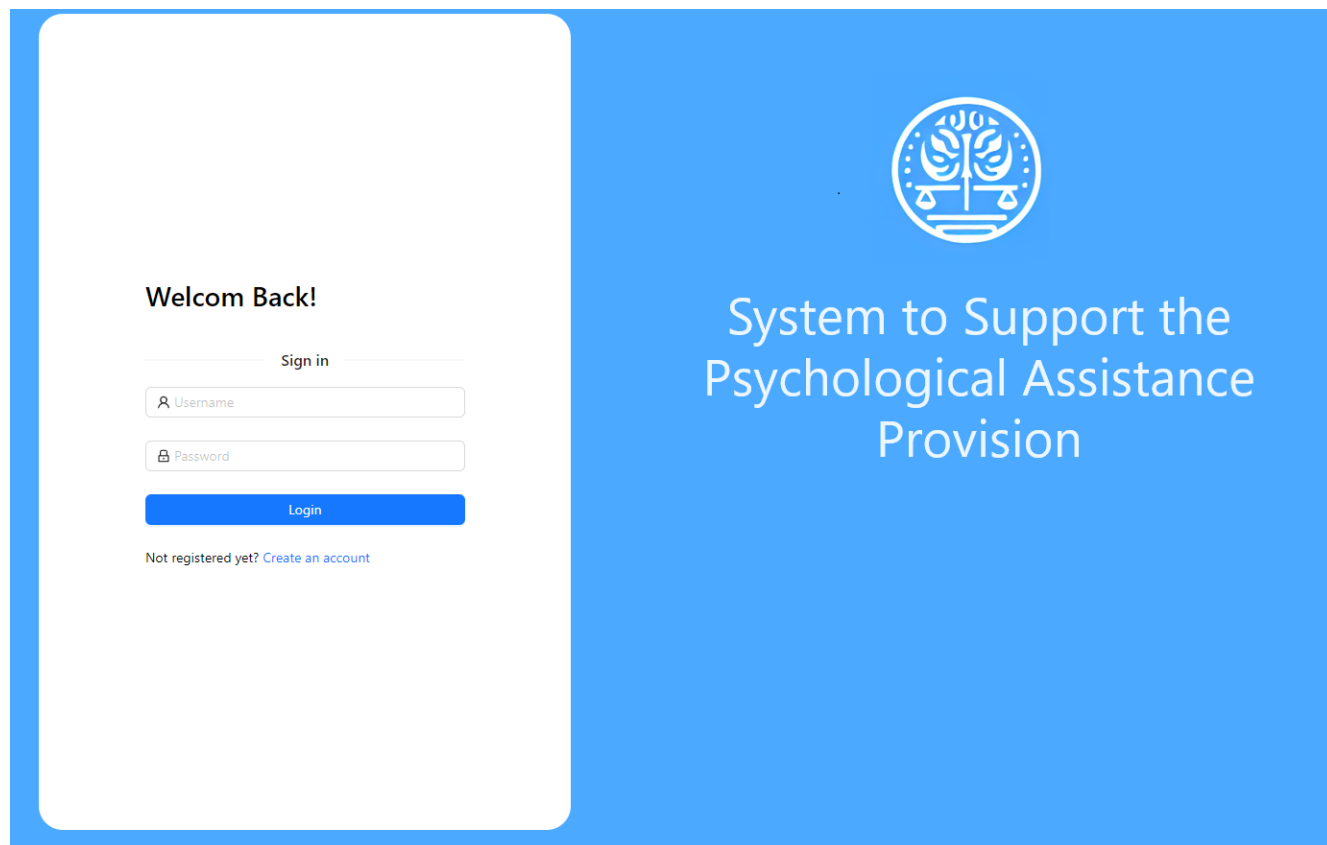 Welcom Back!
Sign in
Username
Password
Login
Not registered yet? Create an account
System to Support the
Psychological Assistance
Provision